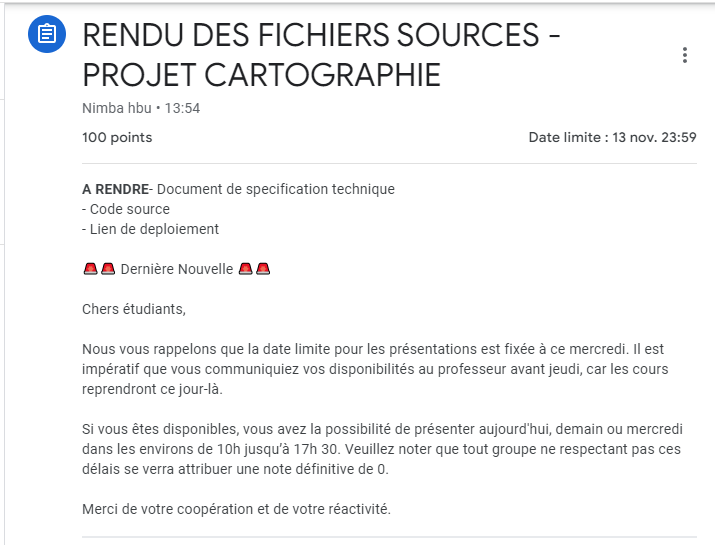 RENDU DES FICHIERS SOURCES -
PROJET CARTOGRAPHIE
Nimba hbu • 13:54
100 points
Date limite : 13 nov. 23:59
A RENDRE- Document de specification technique
- Code source
- Lien de deploiement
🚨🚨 Dernière Nouvelle 🚨🚨
Chers étudiants,
Nous vous rappelons que la date limite pour les présentations est fixée à ce mercredi. Il est
impératif que vous communiquiez vos disponibilités au professeur avant jeudi, car les cours
reprendront ce jour-là.
Si vous êtes disponibles, vous avez la possibilité de présenter aujourd'hui, demain ou mercredi
dans les environs de 10h jusqu'à 17h 30. Veuillez noter que tout groupe ne respectant pas ces
délais se verra attribuer une note définitive de 0.
Merci de votre coopération et de votre réactivité.